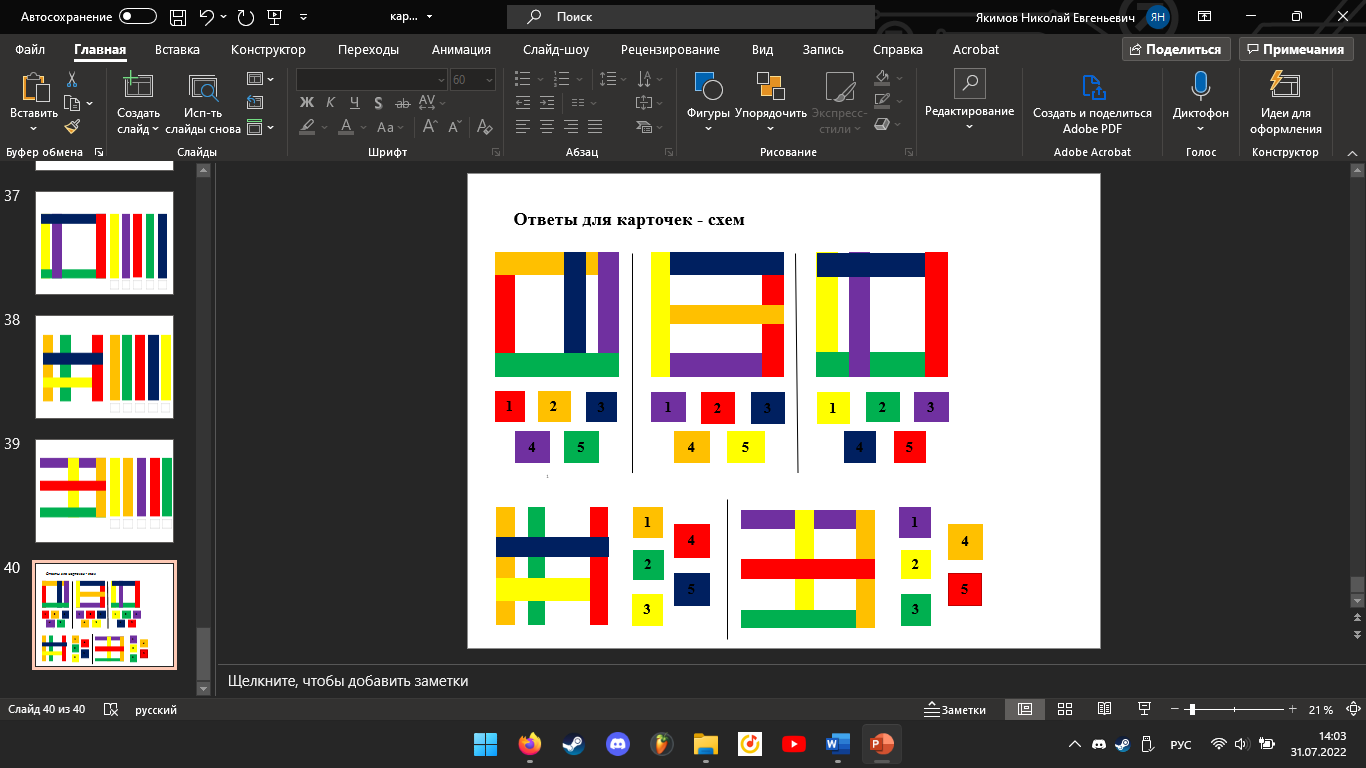 Автосохранение
кар...
Поиск
Якимов Николай Евгеньевич
ЯН
Файл
Главная
Вставка
Конструктор
Переходы
Анимация
Слайд-шоу
Рецензирование
Вид
Запись
Справка
Acrobat
Поделиться
Примечания
Вставить
Создать
слайд
Исп-ть
слайды снова
60
Ж К Ч S ab AV
A Aa A A A
Фигуры
Упорядочить
Экспресс-
стили
Редактирование
Создать и поделиться
Adobe PDF
Диктофон
Идеи для
оформления
Буфер обмена
Слайды
Шрифт
Абзац
Рисование
Adobe Acrobat
Голос
Конструктор
37
38
39
40
Ответы для карточек - схем
1 2 3
4 5
1 2 3
4 5
1 2 3
4 5
1
4
2
5
3
1
4
2
5
3
Щелкните, чтобы добавить заметки
Слайд 40 из 40
русский
Заметки
21 %
РУС
14:03
31.07.2022